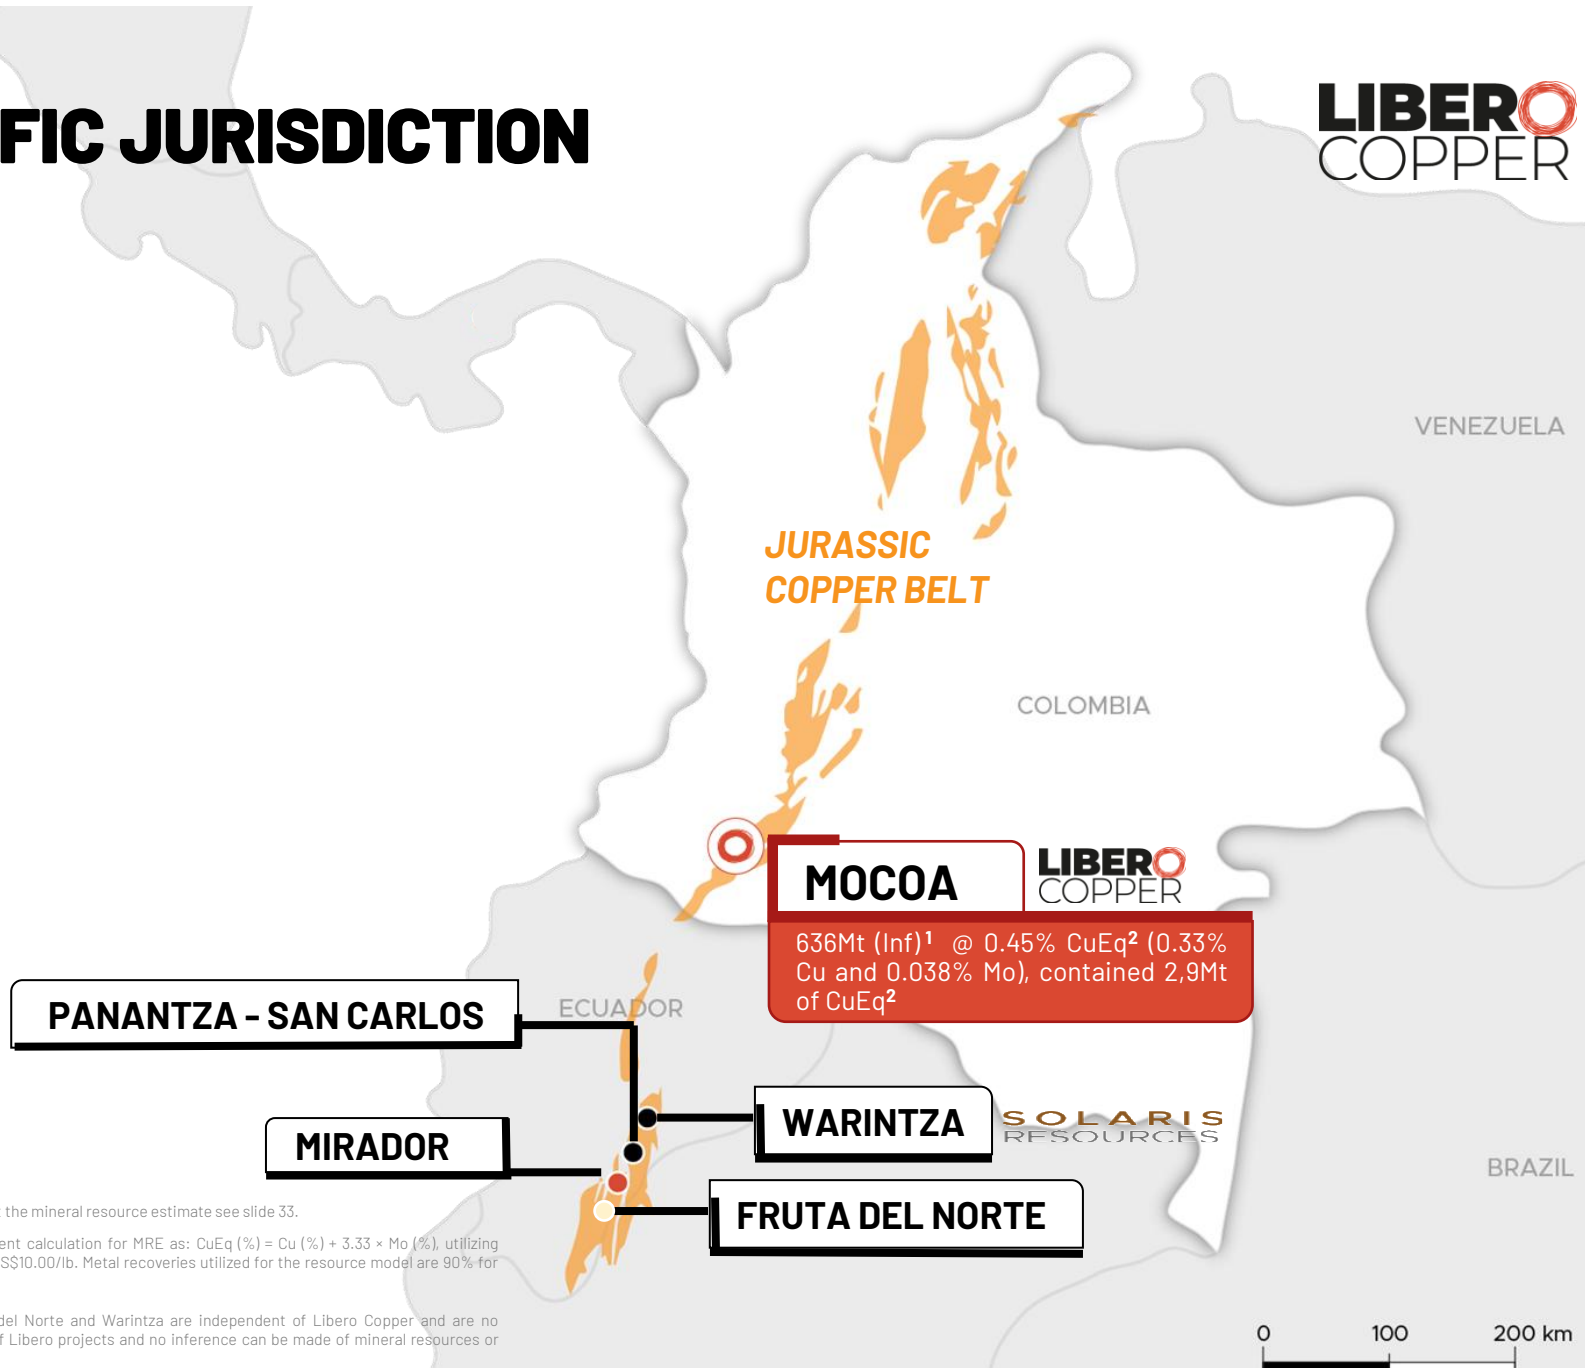 FIC JURISDICTION
LIBERO
COPPER
VENEZUELA
JURASSIC
COPPER BELT
COLOMBIA
MOCOA
LIBERO
COPPER
636Mt (Inf)¹ @ 0.45% CuEq² (0.33%
Cu and 0.038% Mo), contained 2,9Mt
of CuEq²
PANANTZA - SAN CARLOS
ECUADOR
WARINTZA
SOLARIS
RESOURCES
MIRADOR
BRAZIL
FRUTA DEL NORTE
the mineral resource estimate see slide 33.
ent calculation for MRE as: CuEq (%) = Cu (%) + 3.33 × Mo (%), utilizing
S$10.00/lb. Metal recoveries utilized for the resource model are 90% for
del Norte and Warintza are independent of Libero Copper and are no
f Libero projects and no inference can be made of mineral resources or
0 100 200 km